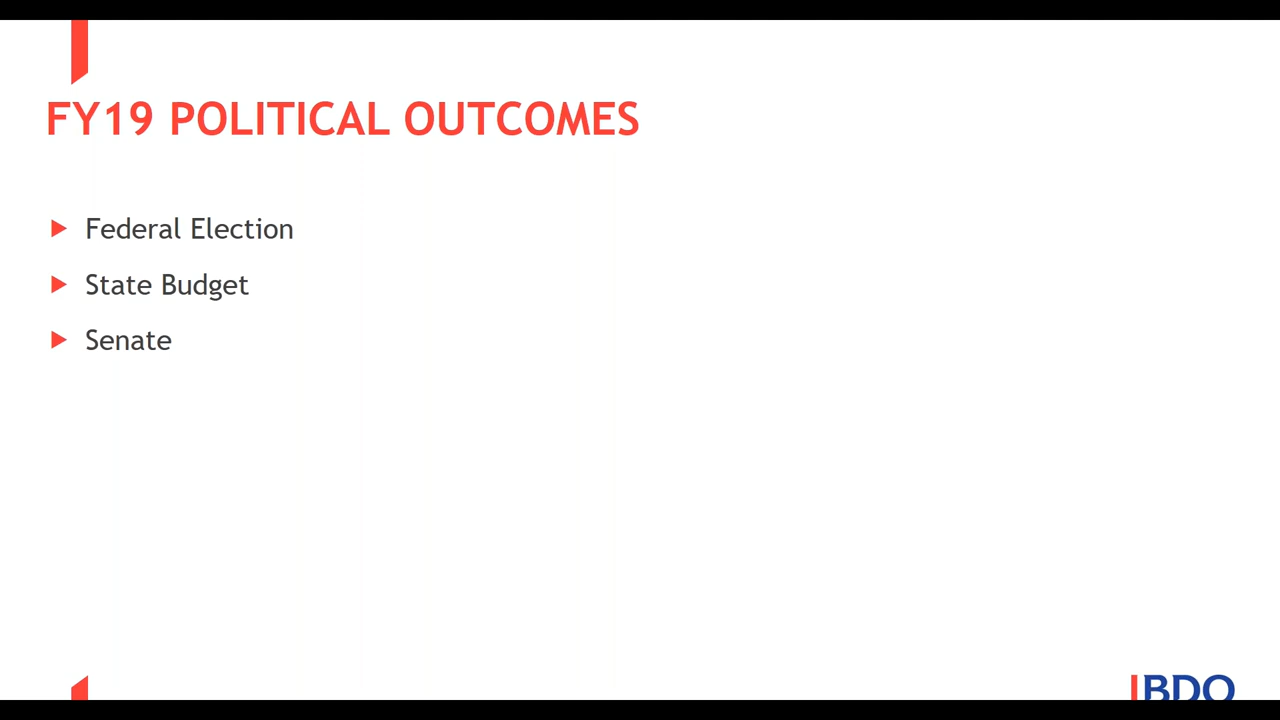 FY19 POLITICAL OUTCOMES
Federal Election
State Budget
Senate
BDO